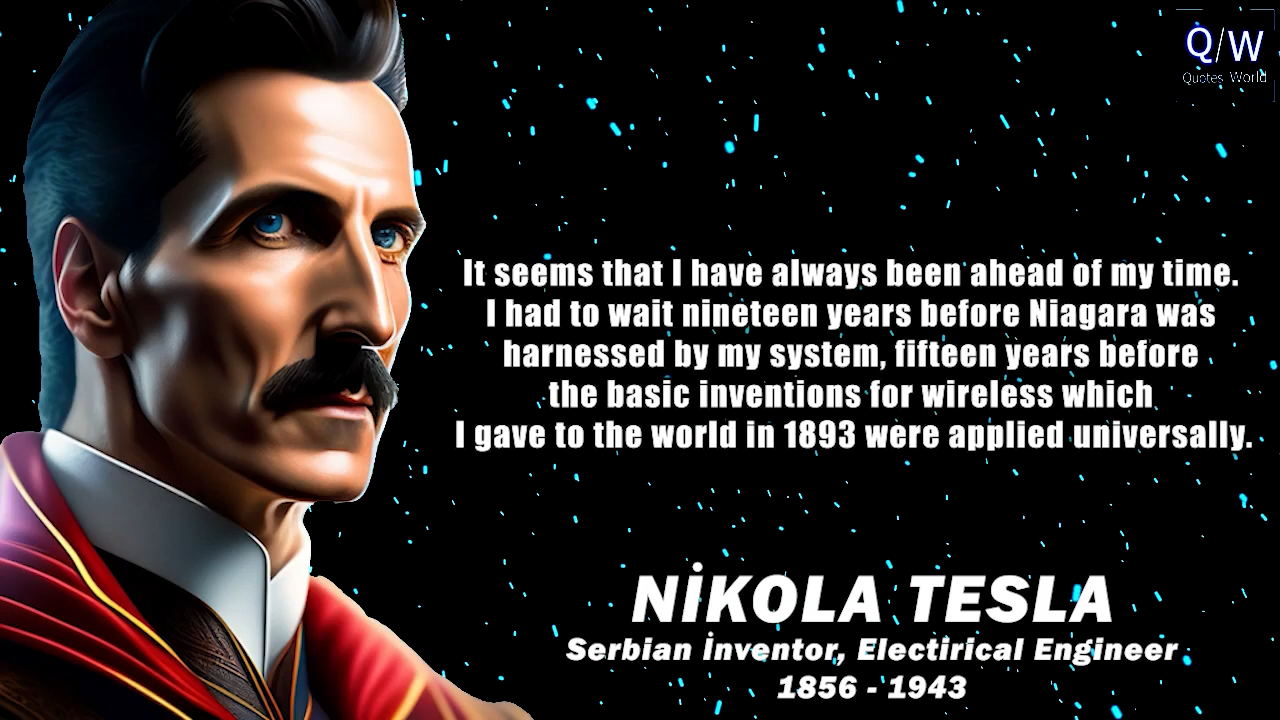 Q/W
Quotes World
It seems that I have always been ahead of my time.
I had to wait nineteen years before Niagara was
harnessed by my system, fifteen years before
the basic inventions for wireless which
I gave to the world in 1893 were applied universally.
NİKOLA TESLA
Serbian İnventor, Electirical Engineer
1856 - 1943